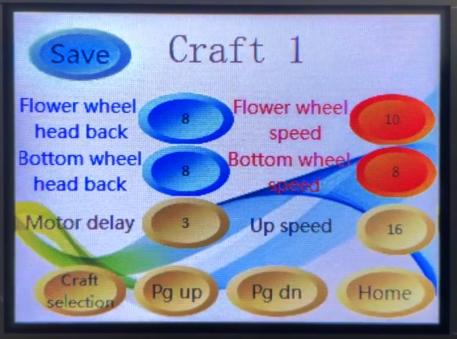 Save
Craft 1
Flower wheel head back
8
Flower wheel speed
10
Bottom wheel head back
8
Bottom wheel speed
8
Motor delay
3
Up speed
16
Craft selection
Pg up
Pg dn
Home